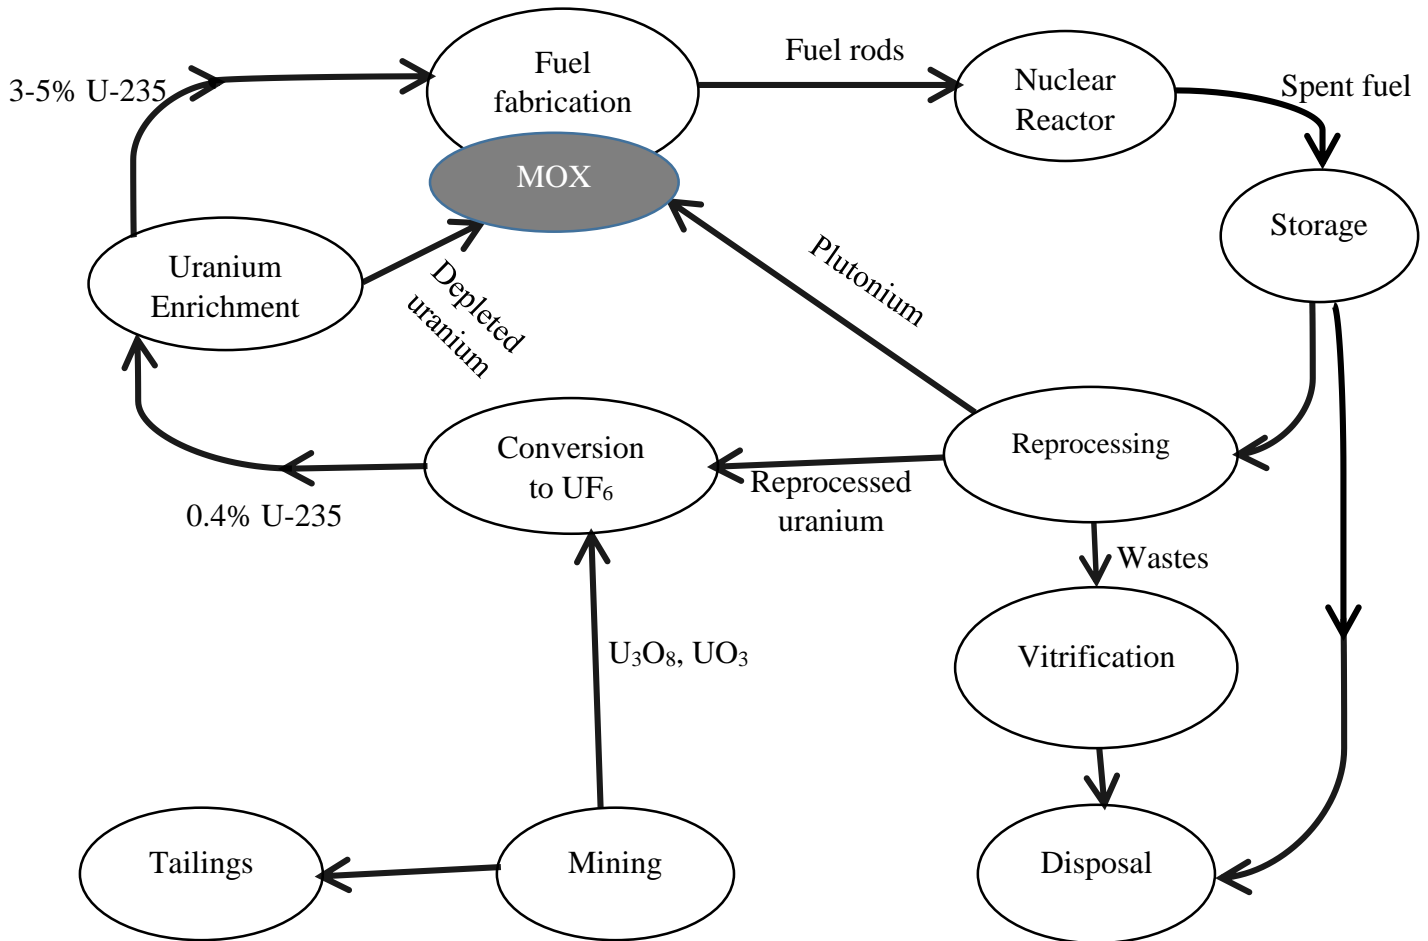 Fuel rods
Fuel
fabrication
Nuclear
Reactor
Spent fuel
3-5% U-235
MOX
Storage
Uranium
Enrichment
Depleted
uranium
Plutonium
Conversion
to UF₆
Reprocessing
Reprocessed
uranium
0.4% U-235
Wastes
U₃O₈, UO₃
Vitrification
Tailings
Mining
Disposal